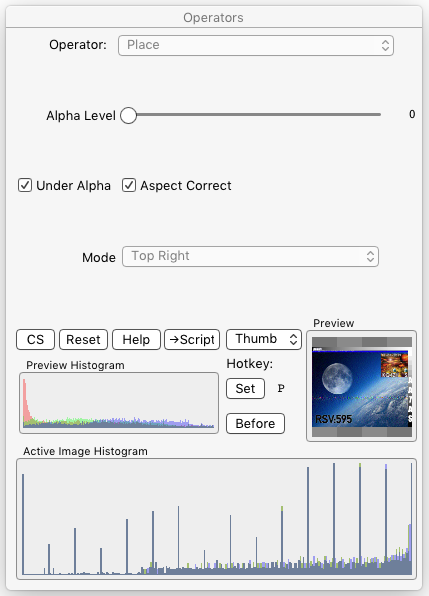 Operators
Operator: Place
Alpha Level 0
Under Alpha Aspect Correct
Mode Top Right
CS Reset Help →Script Thumb
Preview
Preview Histogram
Hotkey:
Set P
Before
RSV:595
Active Image Histogram